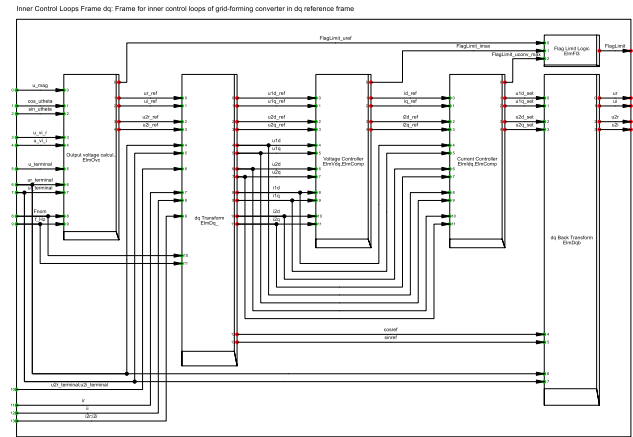 Inner Control Loops Frame dq: Frame for inner control loops of grid-forming converter in dq reference frame
FlagLimit_uref
FlagLimit_imax
FlagLimit_uconv_max
Flag Limit Logic
ElmFlG
FlagLimit
u_mag
cos_utheta
sin_utheta
u_vi_r
u_vi_i
u_terminal
ur_terminal
ui_terminal
Fnom
Output voltage calcul..
ElmOvc
ur_ref
ui_ref
u2r_ref
u2i_ref
dq Transform
ElmDq_
u1d_ref
u1q_ref
u2d_ref
u2q_ref
u1d
u1q
u2d
u2q
i1d
i1q
i2d
i2q
Voltage Controller
ElmVdq,ElmComp
id_ref
iq_ref
i2d_ref
i2q_ref
Current Controller
ElmIdq,ElmComp
u1d_set
u1q_set
u2d_set
u2q_set
dq Back Transform
ElmDqb
ur
ui
u2r
u2i
cosref
sinref
u2r_terminal;u2i_terminal
ir
ii
i2r;i2i